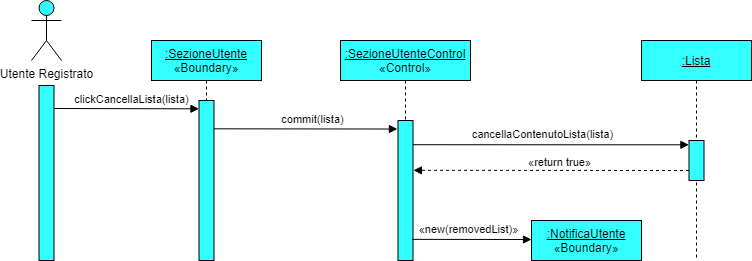 :SezioneUtente
«Boundary»
:SezioneUtenteControl
«Control»
:Lista
Utente Registrato
clickCancellaLista(lista)
commit(lista)
cancellaContenutoLista(lista)
«return true»
«new(removedList)»
:NotificaUtente
«Boundary»